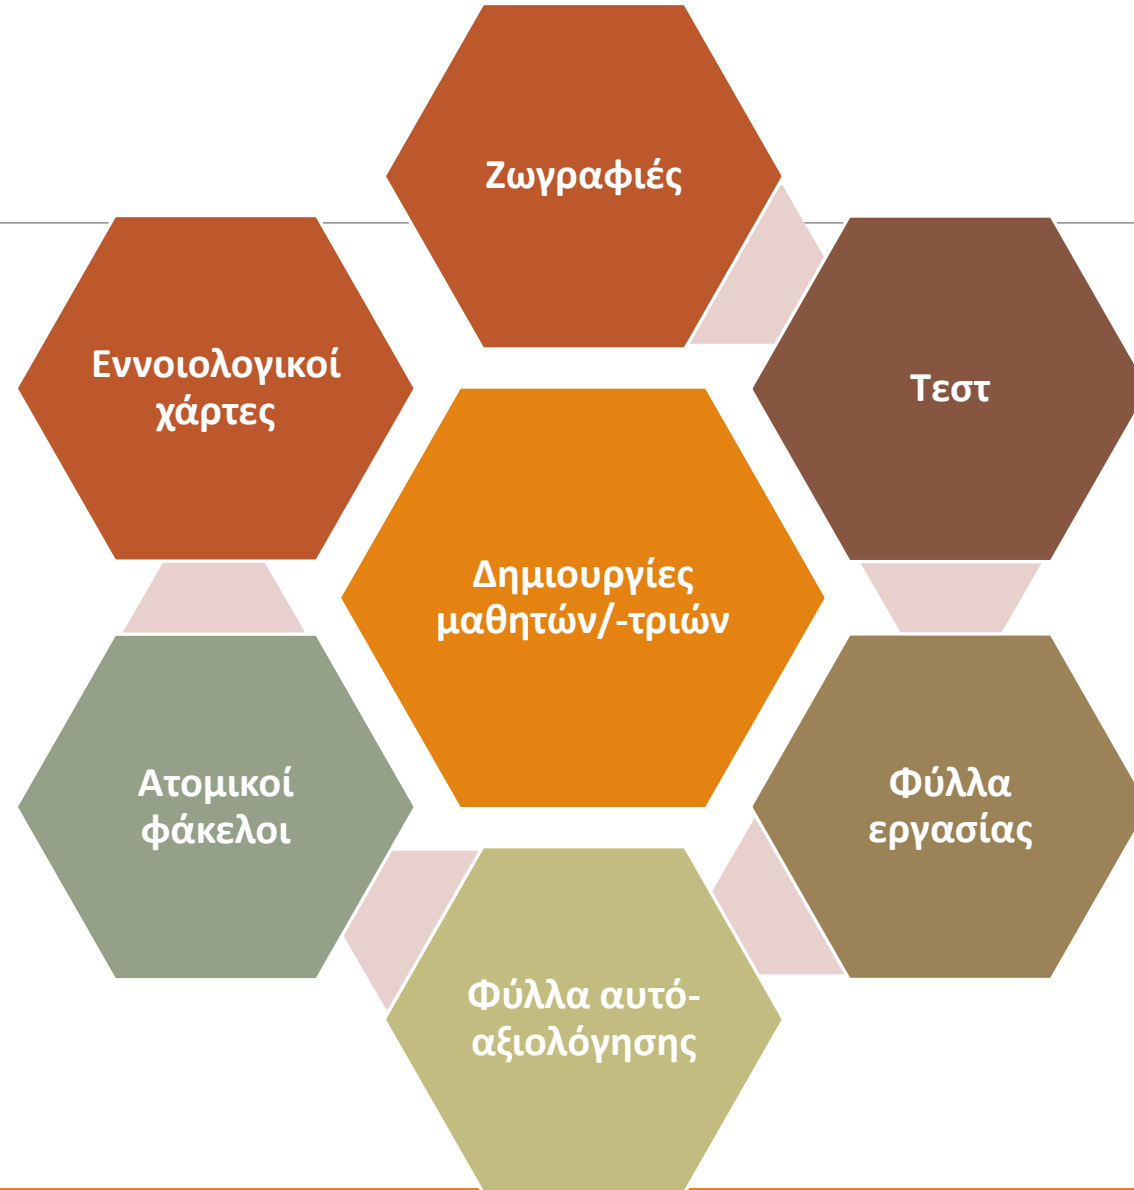 Ζωγραφιές
Εννοιολογικοί
χάρτες
Τεστ
Δημιουργίες
μαθητών/-τριών
Ατομικοί
φάκελοι
Φύλλα
εργασίας
Φύλλα αυτό-
αξιολόγησης